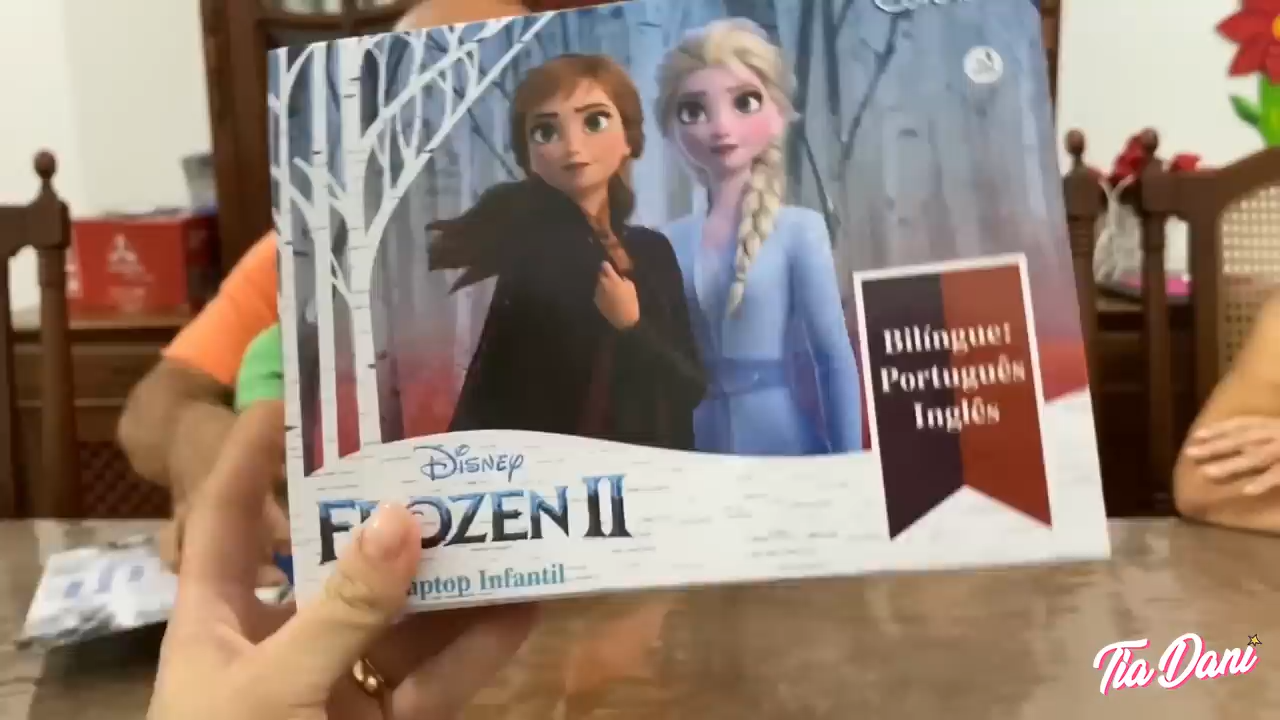 Bilíngue:
Português
Inglês
Disney
FROZEN II
aptop Infantil
Tia Dani